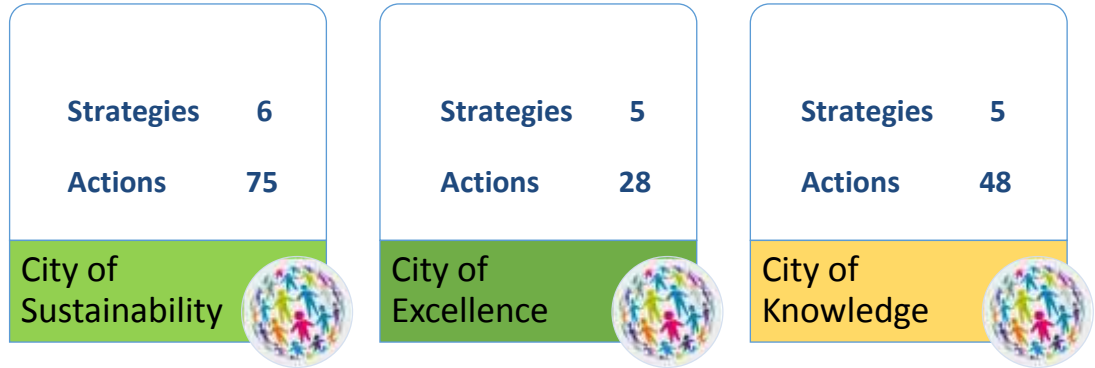 Strategies 6
Actions 75
City of
Sustainability
Strategies 5
Actions 28
City of
Excellence
Strategies 5
Actions 48
City of
Knowledge